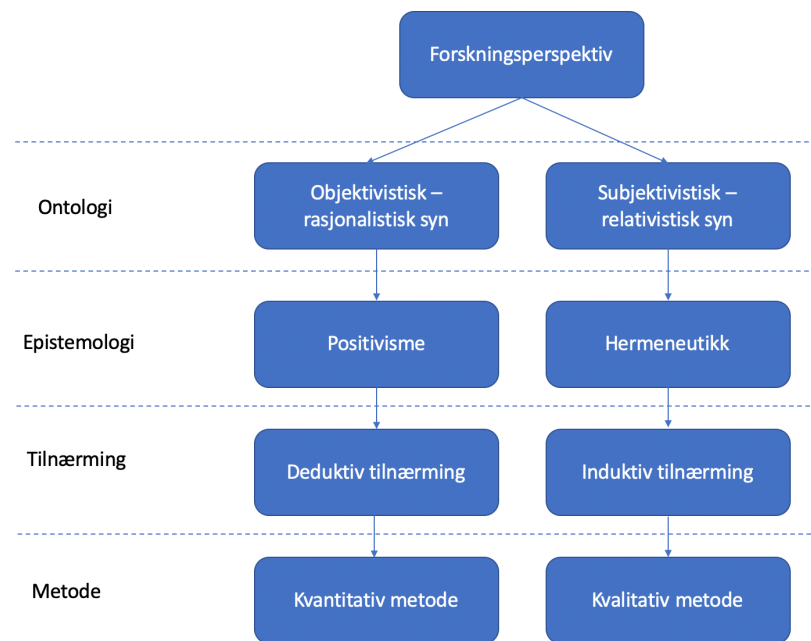 Forskningsperspektiv
Ontologi
Objektivistisk –
rasjonalistisk syn
Subjektivistisk –
relativistisk syn
Epistemologi
Positivisme
Hermeneutikk
Tilnærming
Deduktiv tilnærming
Induktiv tilnærming
Metode
Kvantitativ metode
Kvalitativ metode